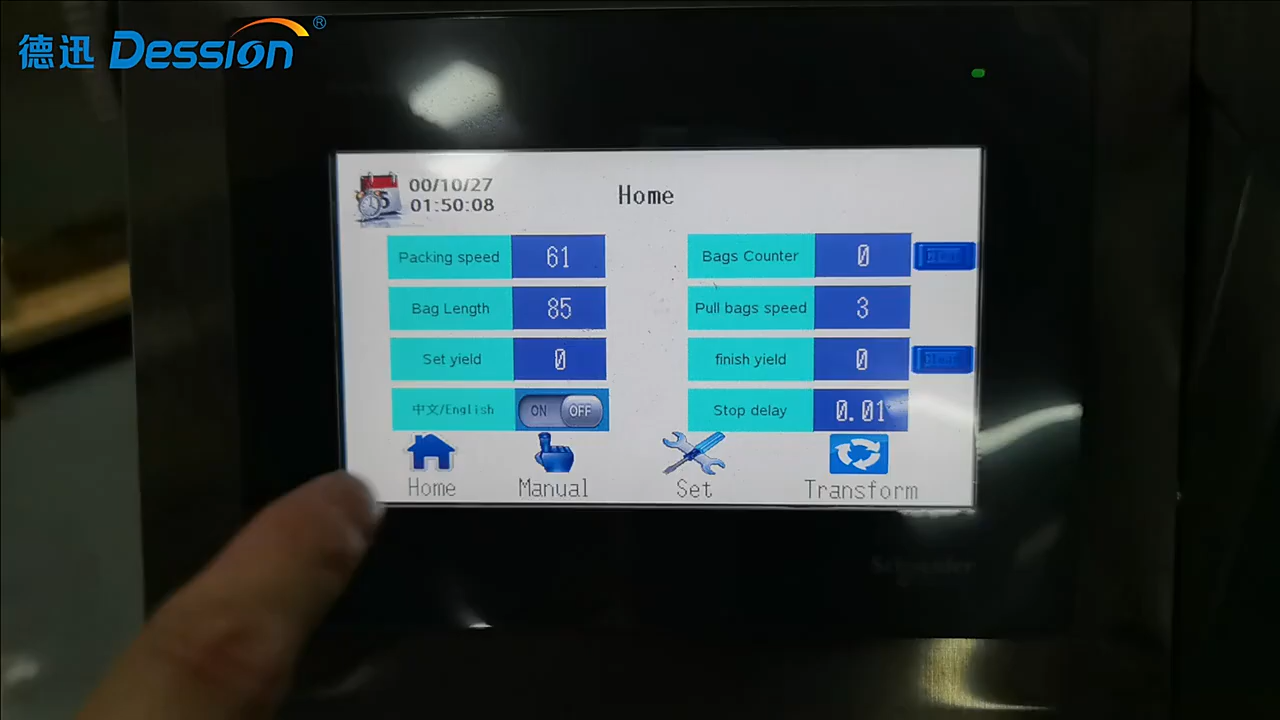 德迅 Dession®
00/10/27
01:50:08
Home
Packing speed 61
Bags Counter 0
Bag Length 85
Pull bags speed 3
Set yield 0
finish yield 0
中文/English ON OFF
Stop delay 0.01
Home Manual Set Transform
Schneider